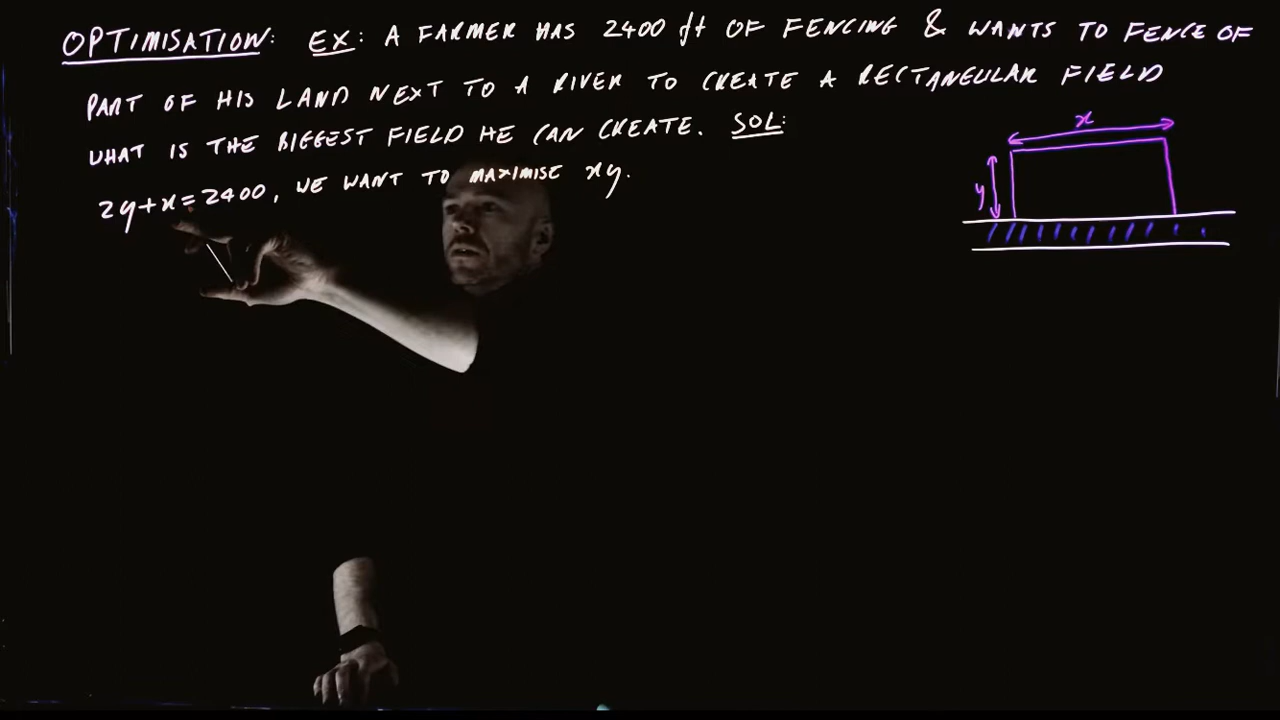 OPTIMISATION: EX: A FARMER HAS 2400 ft OF FENCING & WANTS TO FENCE OF
PART OF HIS LAND NEXT TO A RIVER TO CREATE A RECTANGULAR FIELD
WHAT IS THE BIGGEST FIELD HE CAN CREATE. SOL:
2y+x=2400, WE WANT TO MAXIMISE xy.
x
y